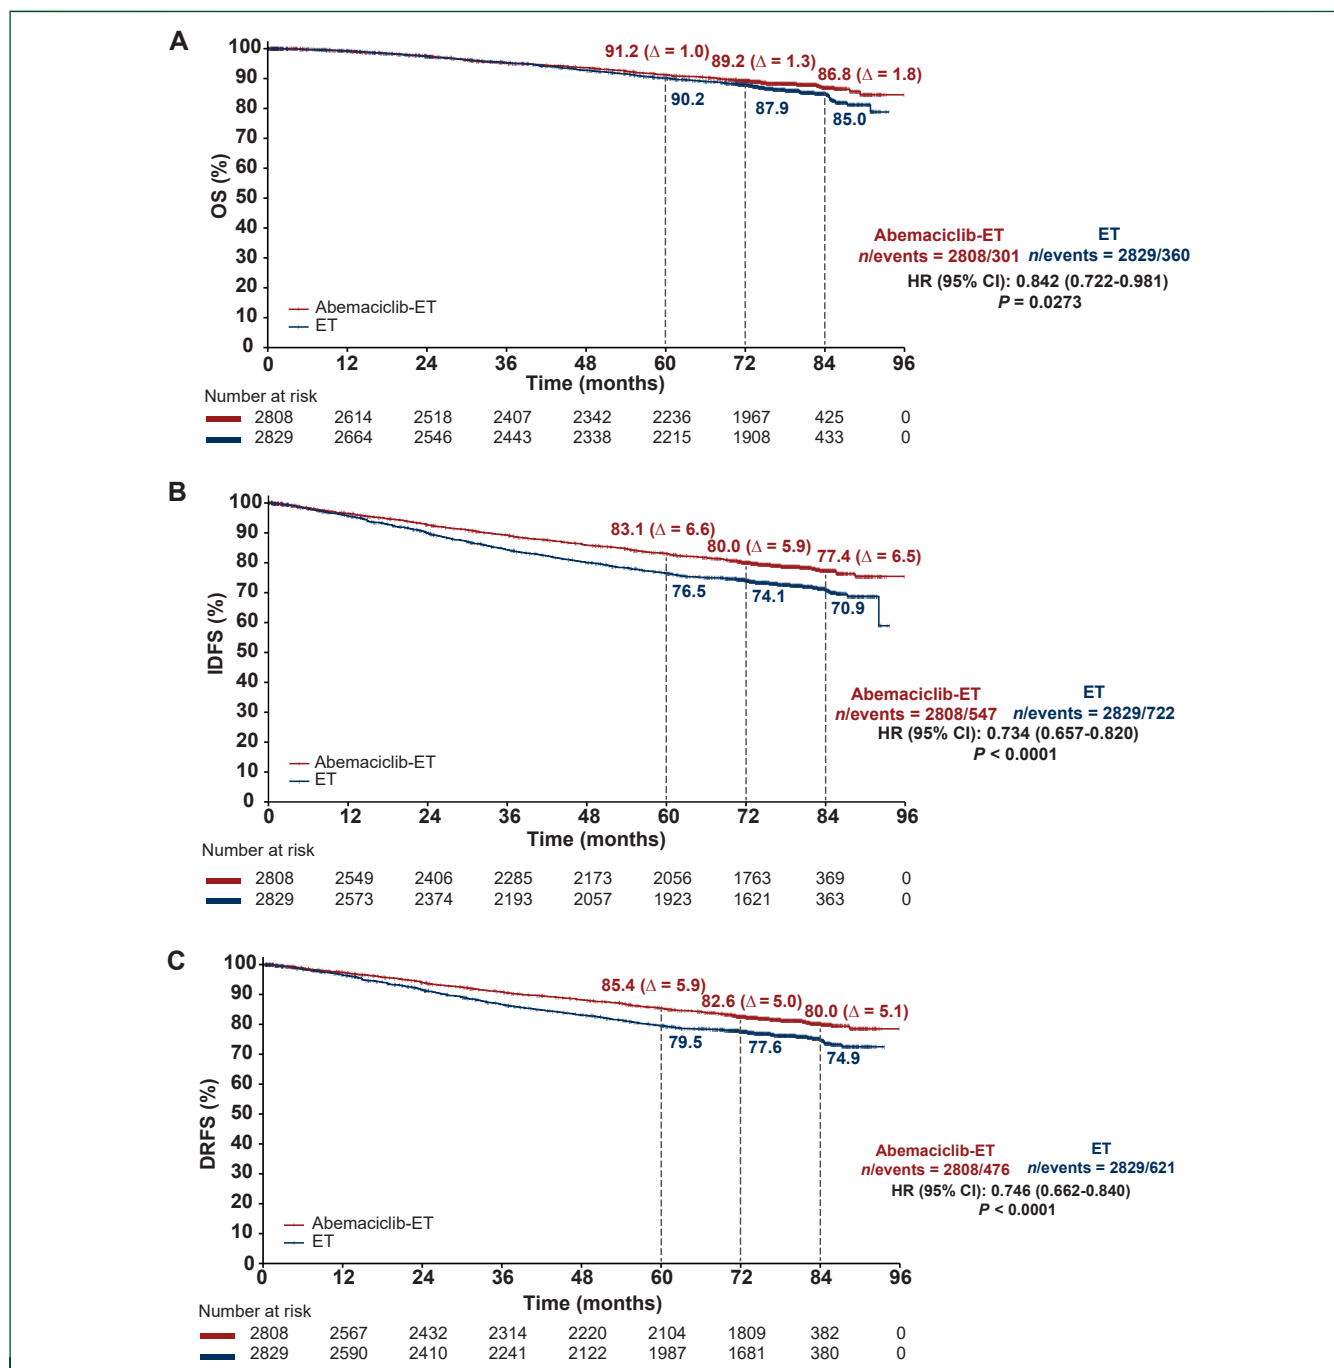 A
100
90
80
70
60
50
40
30
20
10
0
OS (%)
91.2 (Δ = 1.0)
89.2 (Δ = 1.3)
86.8 (Δ = 1.8)
90.2
87.9
85.0
Abemaciclib-ET
ET
Abemaciclib-ET ET
n/events = 2808/301 n/events = 2829/360
HR (95% CI): 0.842 (0.722-0.981)
P = 0.0273
0 12 24 36 48 60 72 84 96
Time (months)
Number at risk
2808 2614 2518 2407 2342 2236 1967 425 0
2829 2664 2546 2443 2338 2215 1908 433 0
B
100
90
80
70
60
50
40
30
20
10
0
IDFS (%)
83.1 (Δ = 6.6)
80.0 (Δ = 5.9)
77.4 (Δ = 6.5)
76.5
74.1
70.9
Abemaciclib-ET
ET
Abemaciclib-ET ET
n/events = 2808/547 n/events = 2829/722
HR (95% CI): 0.734 (0.657-0.820)
P < 0.0001
0 12 24 36 48 60 72 84 96
Time (months)
Number at risk
2808 2549 2406 2285 2173 2056 1763 369 0
2829 2573 2374 2193 2057 1923 1621 363 0
C
100
90
80
70
60
50
40
30
20
10
0
DRFS (%)
85.4 (Δ = 5.9)
82.6 (Δ = 5.0)
80.0 (Δ = 5.1)
79.5
77.6
74.9
Abemaciclib-ET
ET
Abemaciclib-ET ET
n/events = 2808/476 n/events = 2829/621
HR (95% CI): 0.746 (0.662-0.840)
P < 0.0001
0 12 24 36 48 60 72 84 96
Time (months)
Number at risk
2808 2567 2432 2314 2220 2104 1809 382 0
2829 2590 2410 2241 2122 1987 1681 380 0